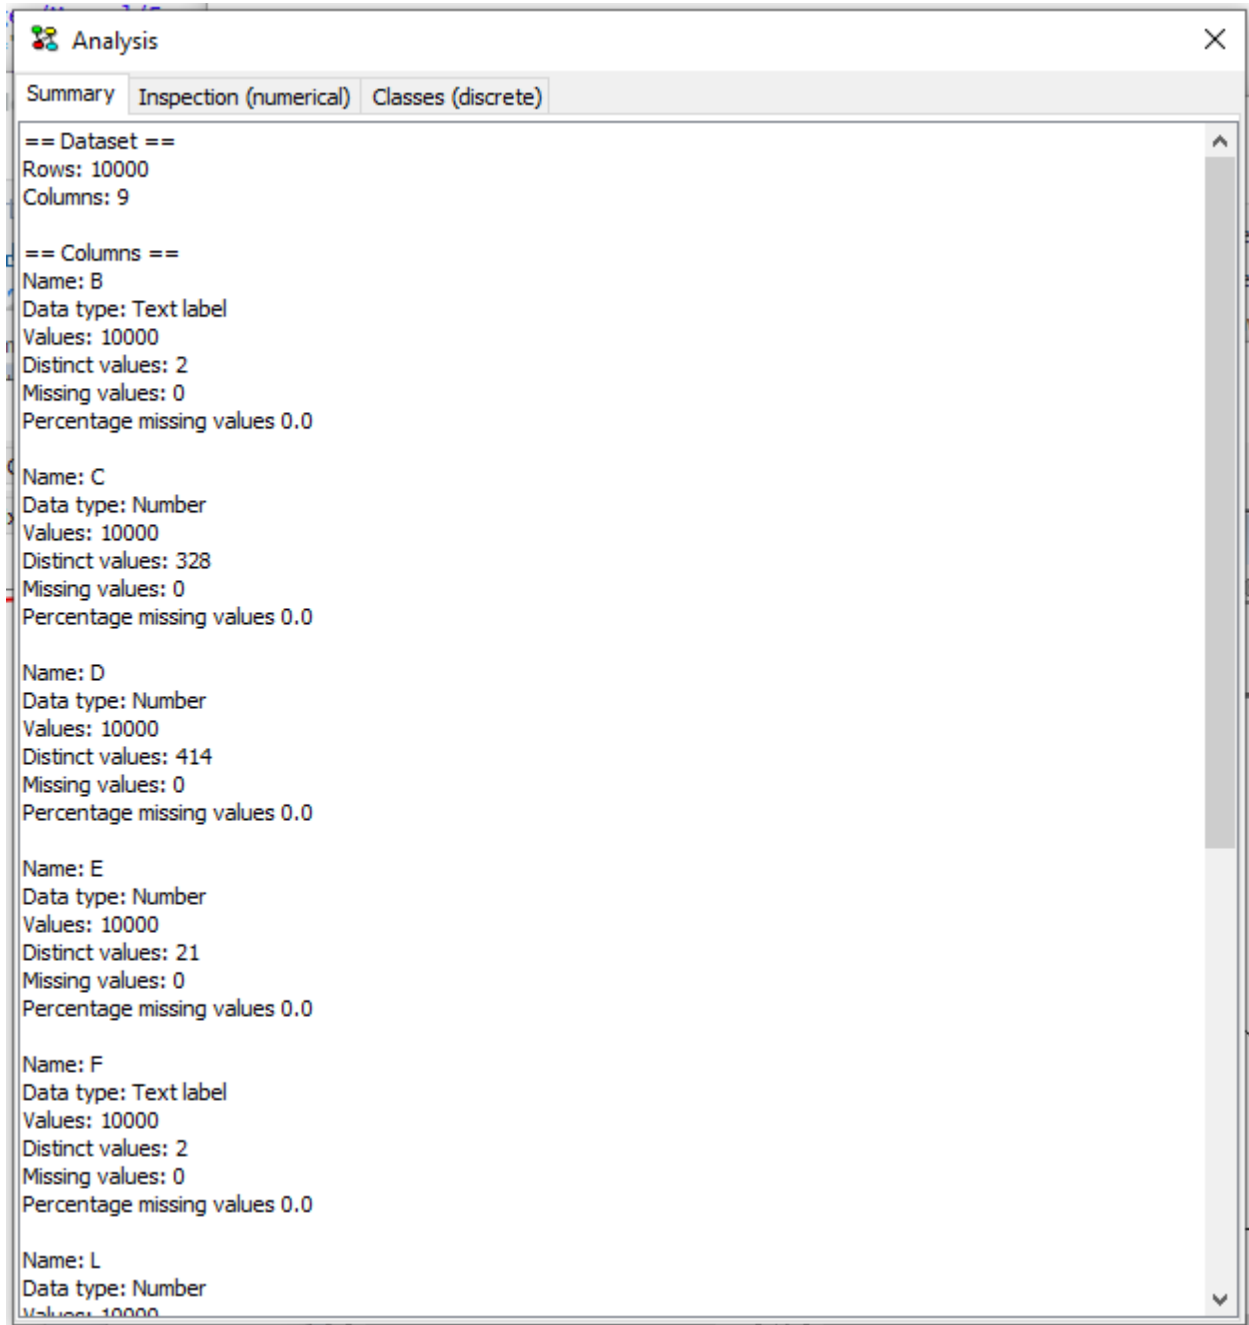 Analysis
Summary Inspection (numerical) Classes (discrete)
== Dataset ==
Rows: 10000
Columns: 9
== Columns ==
Name: B
Data type: Text label
Values: 10000
Distinct values: 2
Missing values: 0
Percentage missing values 0.0
Name: C
Data type: Number
Values: 10000
Distinct values: 328
Missing values: 0
Percentage missing values 0.0
Name: D
Data type: Number
Values: 10000
Distinct values: 414
Missing values: 0
Percentage missing values 0.0
Name: E
Data type: Number
Values: 10000
Distinct values: 21
Missing values: 0
Percentage missing values 0.0
Name: F
Data type: Text label
Values: 10000
Distinct values: 2
Missing values: 0
Percentage missing values 0.0
Name: L
Data type: Number
Values: 10000